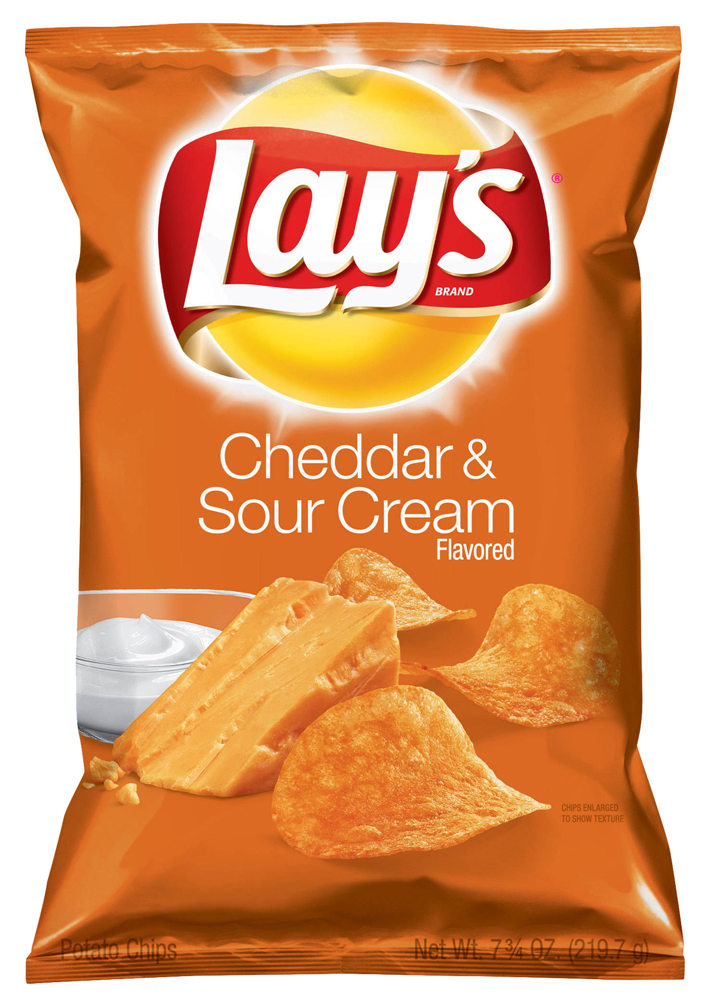 Lay's
®
BRAND
Cheddar &
Sour Cream
Flavored
CHIPS ENLARGED
TO SHOW TEXTURE
Potato Chips
Net Wt. 7 ¾ OZ. (219.7 g)